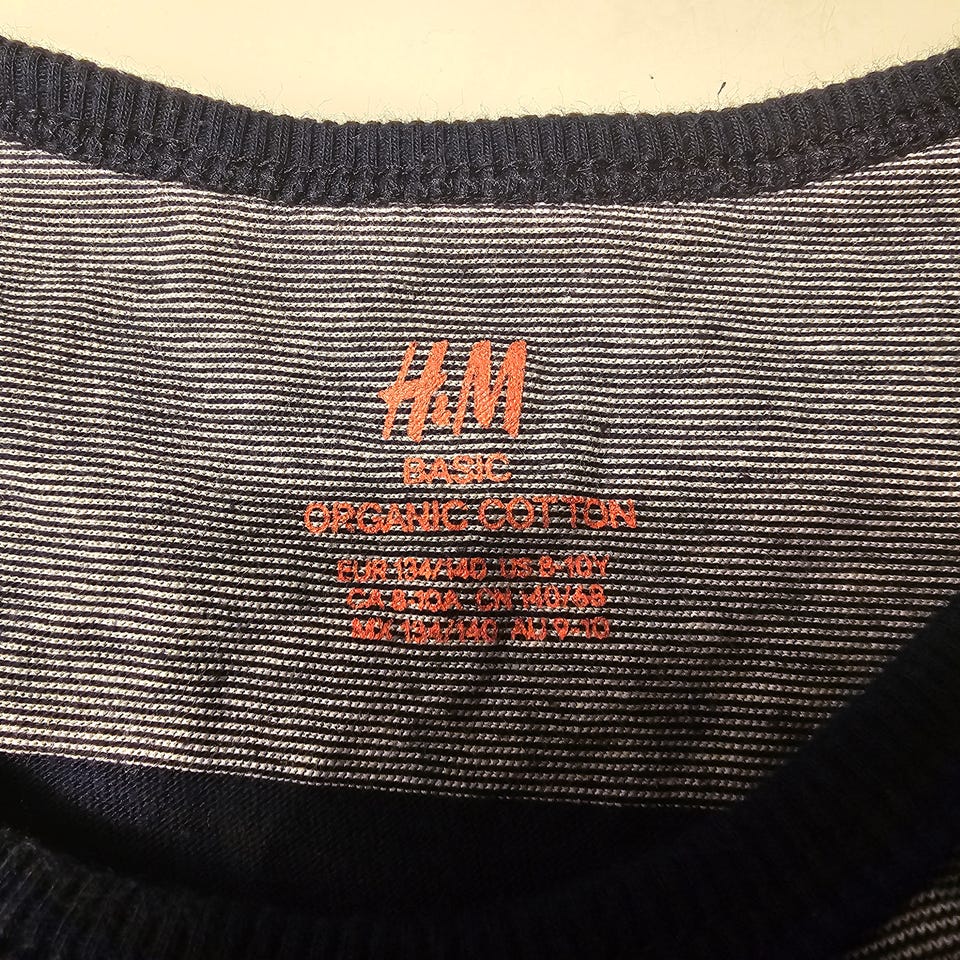 H&M
BASIC
ORGANIC COTTON
EUR 134/140 US 8-10Y
CA 8-10A CN 140/68
MX 134/140 AU 9-10